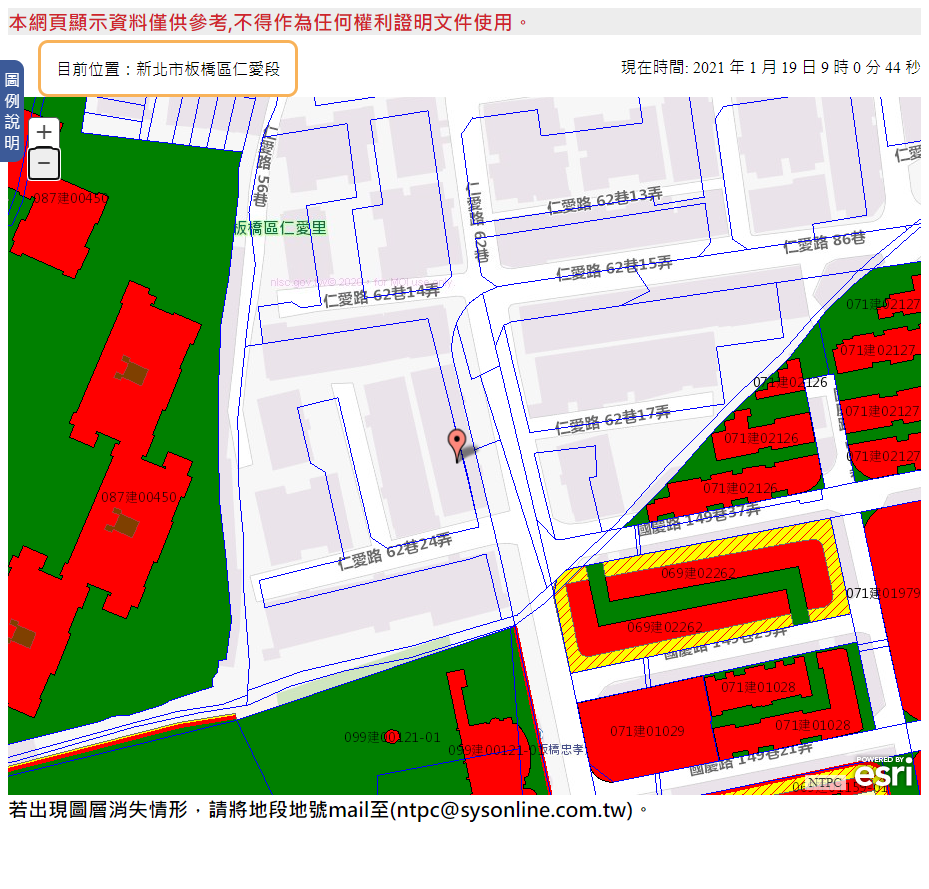 本網頁顯示資料僅供參考,不得作為任何權利證明文件使用。
目前位置：新北市板橋區仁愛段
現在時間: 2021 年 1 月 19 日 9 時 0 分 44 秒
圖例說明
+
−
仁愛路 56巷
仁愛路 62巷
仁愛路 62巷13弄
087建00450
板橋區仁愛里
仁愛路 86巷
仁愛路 62巷15弄
仁愛路 62巷14弄
071建02127
071建02127
071建02126
071建02127
仁愛路 62巷17弄
071建02126
071建02127
071建02126
087建00450
國慶路 149巷37弄
仁愛路 62巷24弄
069建02262
071建01979
069建02262
國慶路 149巷29弄
071建01028
071建01029
071建01028
099建00121-01
059建00121-01
板橋忠孝
國慶路 149巷21弄
POWERED BY
esri
NTPC
若出現圖層消失情形，請將地段地號mail至(ntpc@sysonline.com.tw)。